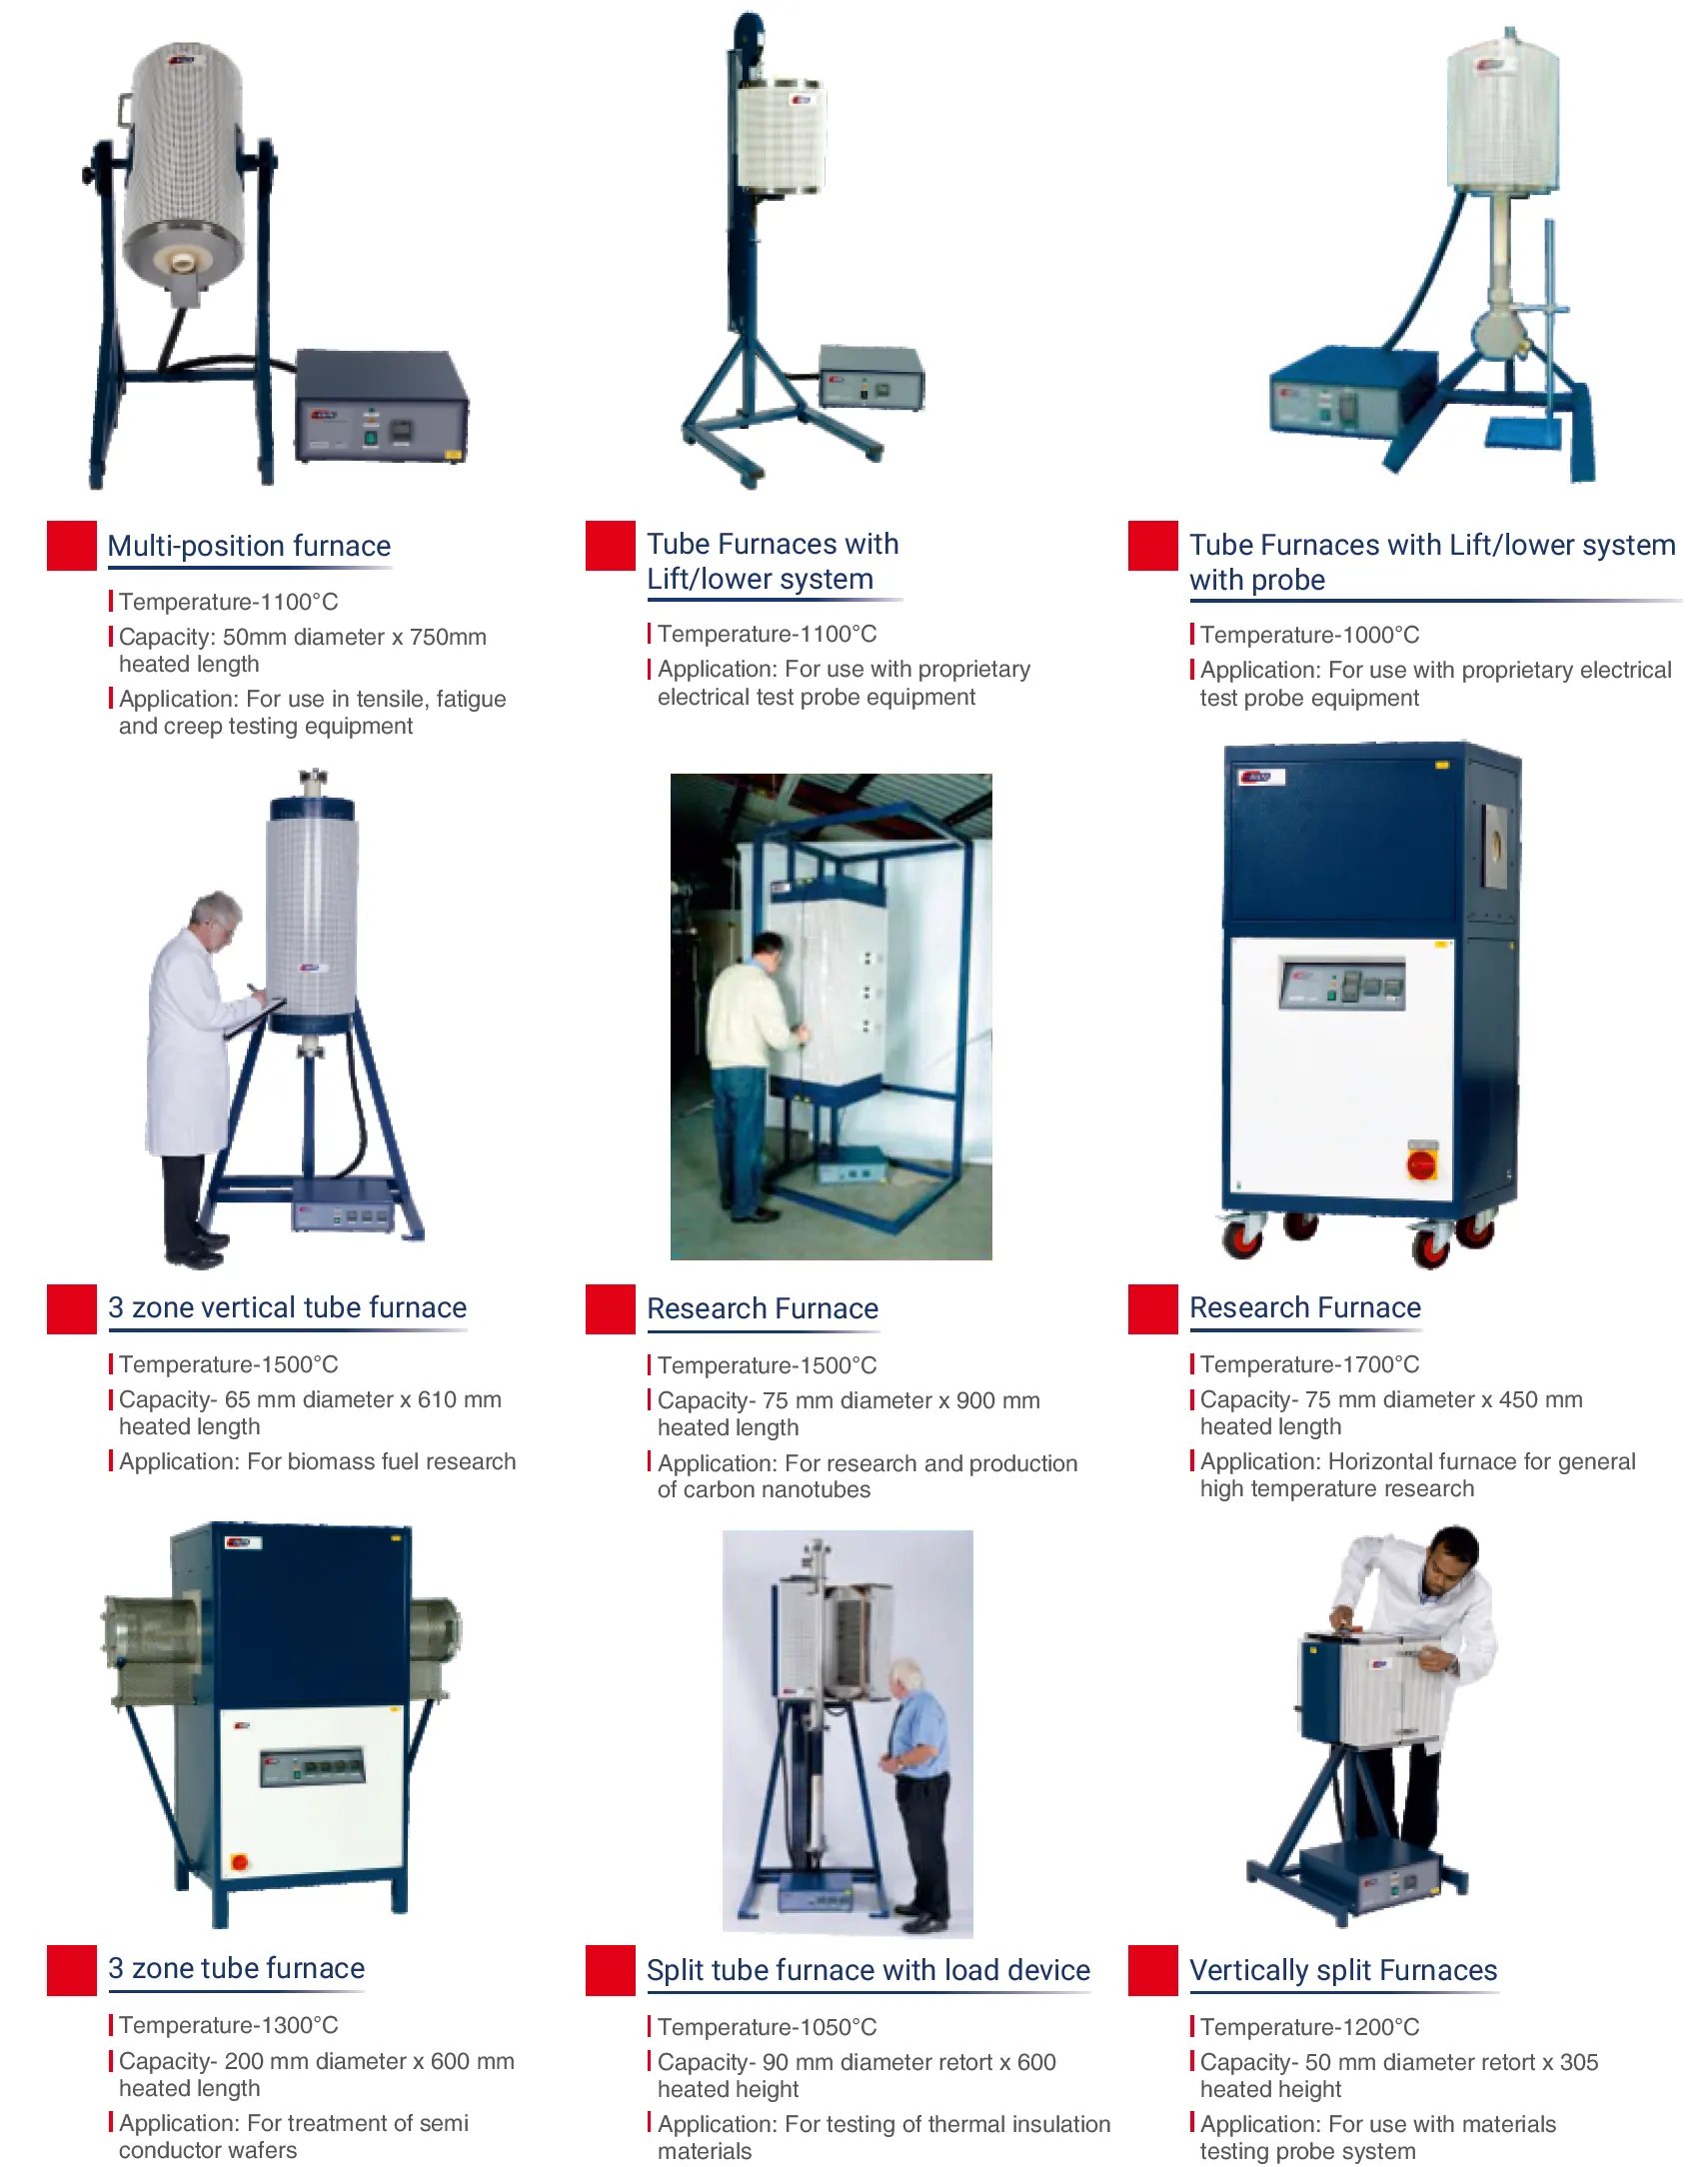 Multi-position furnace
Temperature-1100°C
Capacity: 50mm diameter x 750mm
heated length
Application: For use in tensile, fatigue
and creep testing equipment
Tube Furnaces with
Lift/lower system
Temperature-1100°C
Application: For use with proprietary
electrical test probe equipment
Tube Furnaces with Lift/lower system
with probe
Temperature-1000°C
Application: For use with proprietary electrical
test probe equipment
3 zone vertical tube furnace
Temperature-1500°C
Capacity- 65 mm diameter x 610 mm
heated length
Application: For biomass fuel research
Research Furnace
Temperature-1500°C
Capacity- 75 mm diameter x 900 mm
heated length
Application: For research and production
of carbon nanotubes
Research Furnace
Temperature-1700°C
Capacity- 75 mm diameter x 450 mm
heated length
Application: Horizontal furnace for general
high temperature research
3 zone tube furnace
Temperature-1300°C
Capacity- 200 mm diameter x 600 mm
heated length
Application: For treatment of semi
conductor wafers
Split tube furnace with load device
Temperature-1050°C
Capacity- 90 mm diameter retort x 600
heated height
Application: For testing of thermal insulation
materials
Vertically split Furnaces
Temperature-1200°C
Capacity- 50 mm diameter retort x 305
heated height
Application: For use with materials
testing probe system